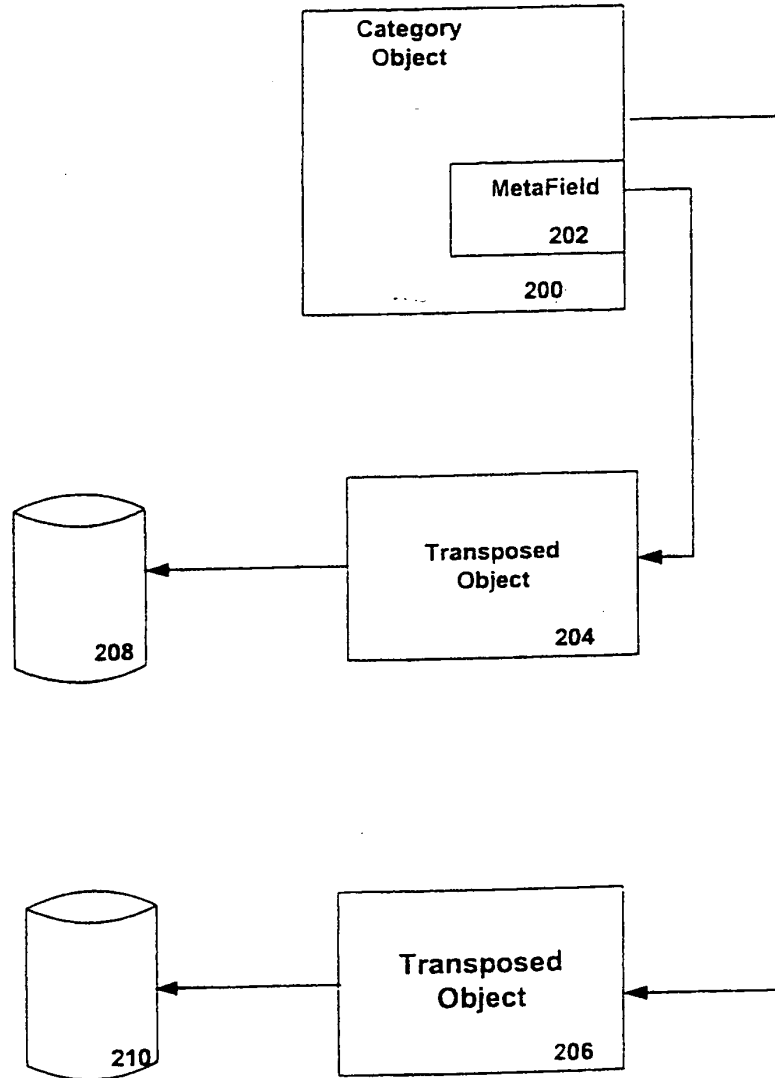 Category
Object
MetaField
202
200
Transposed
Object
204
208
Transposed
Object
206
210